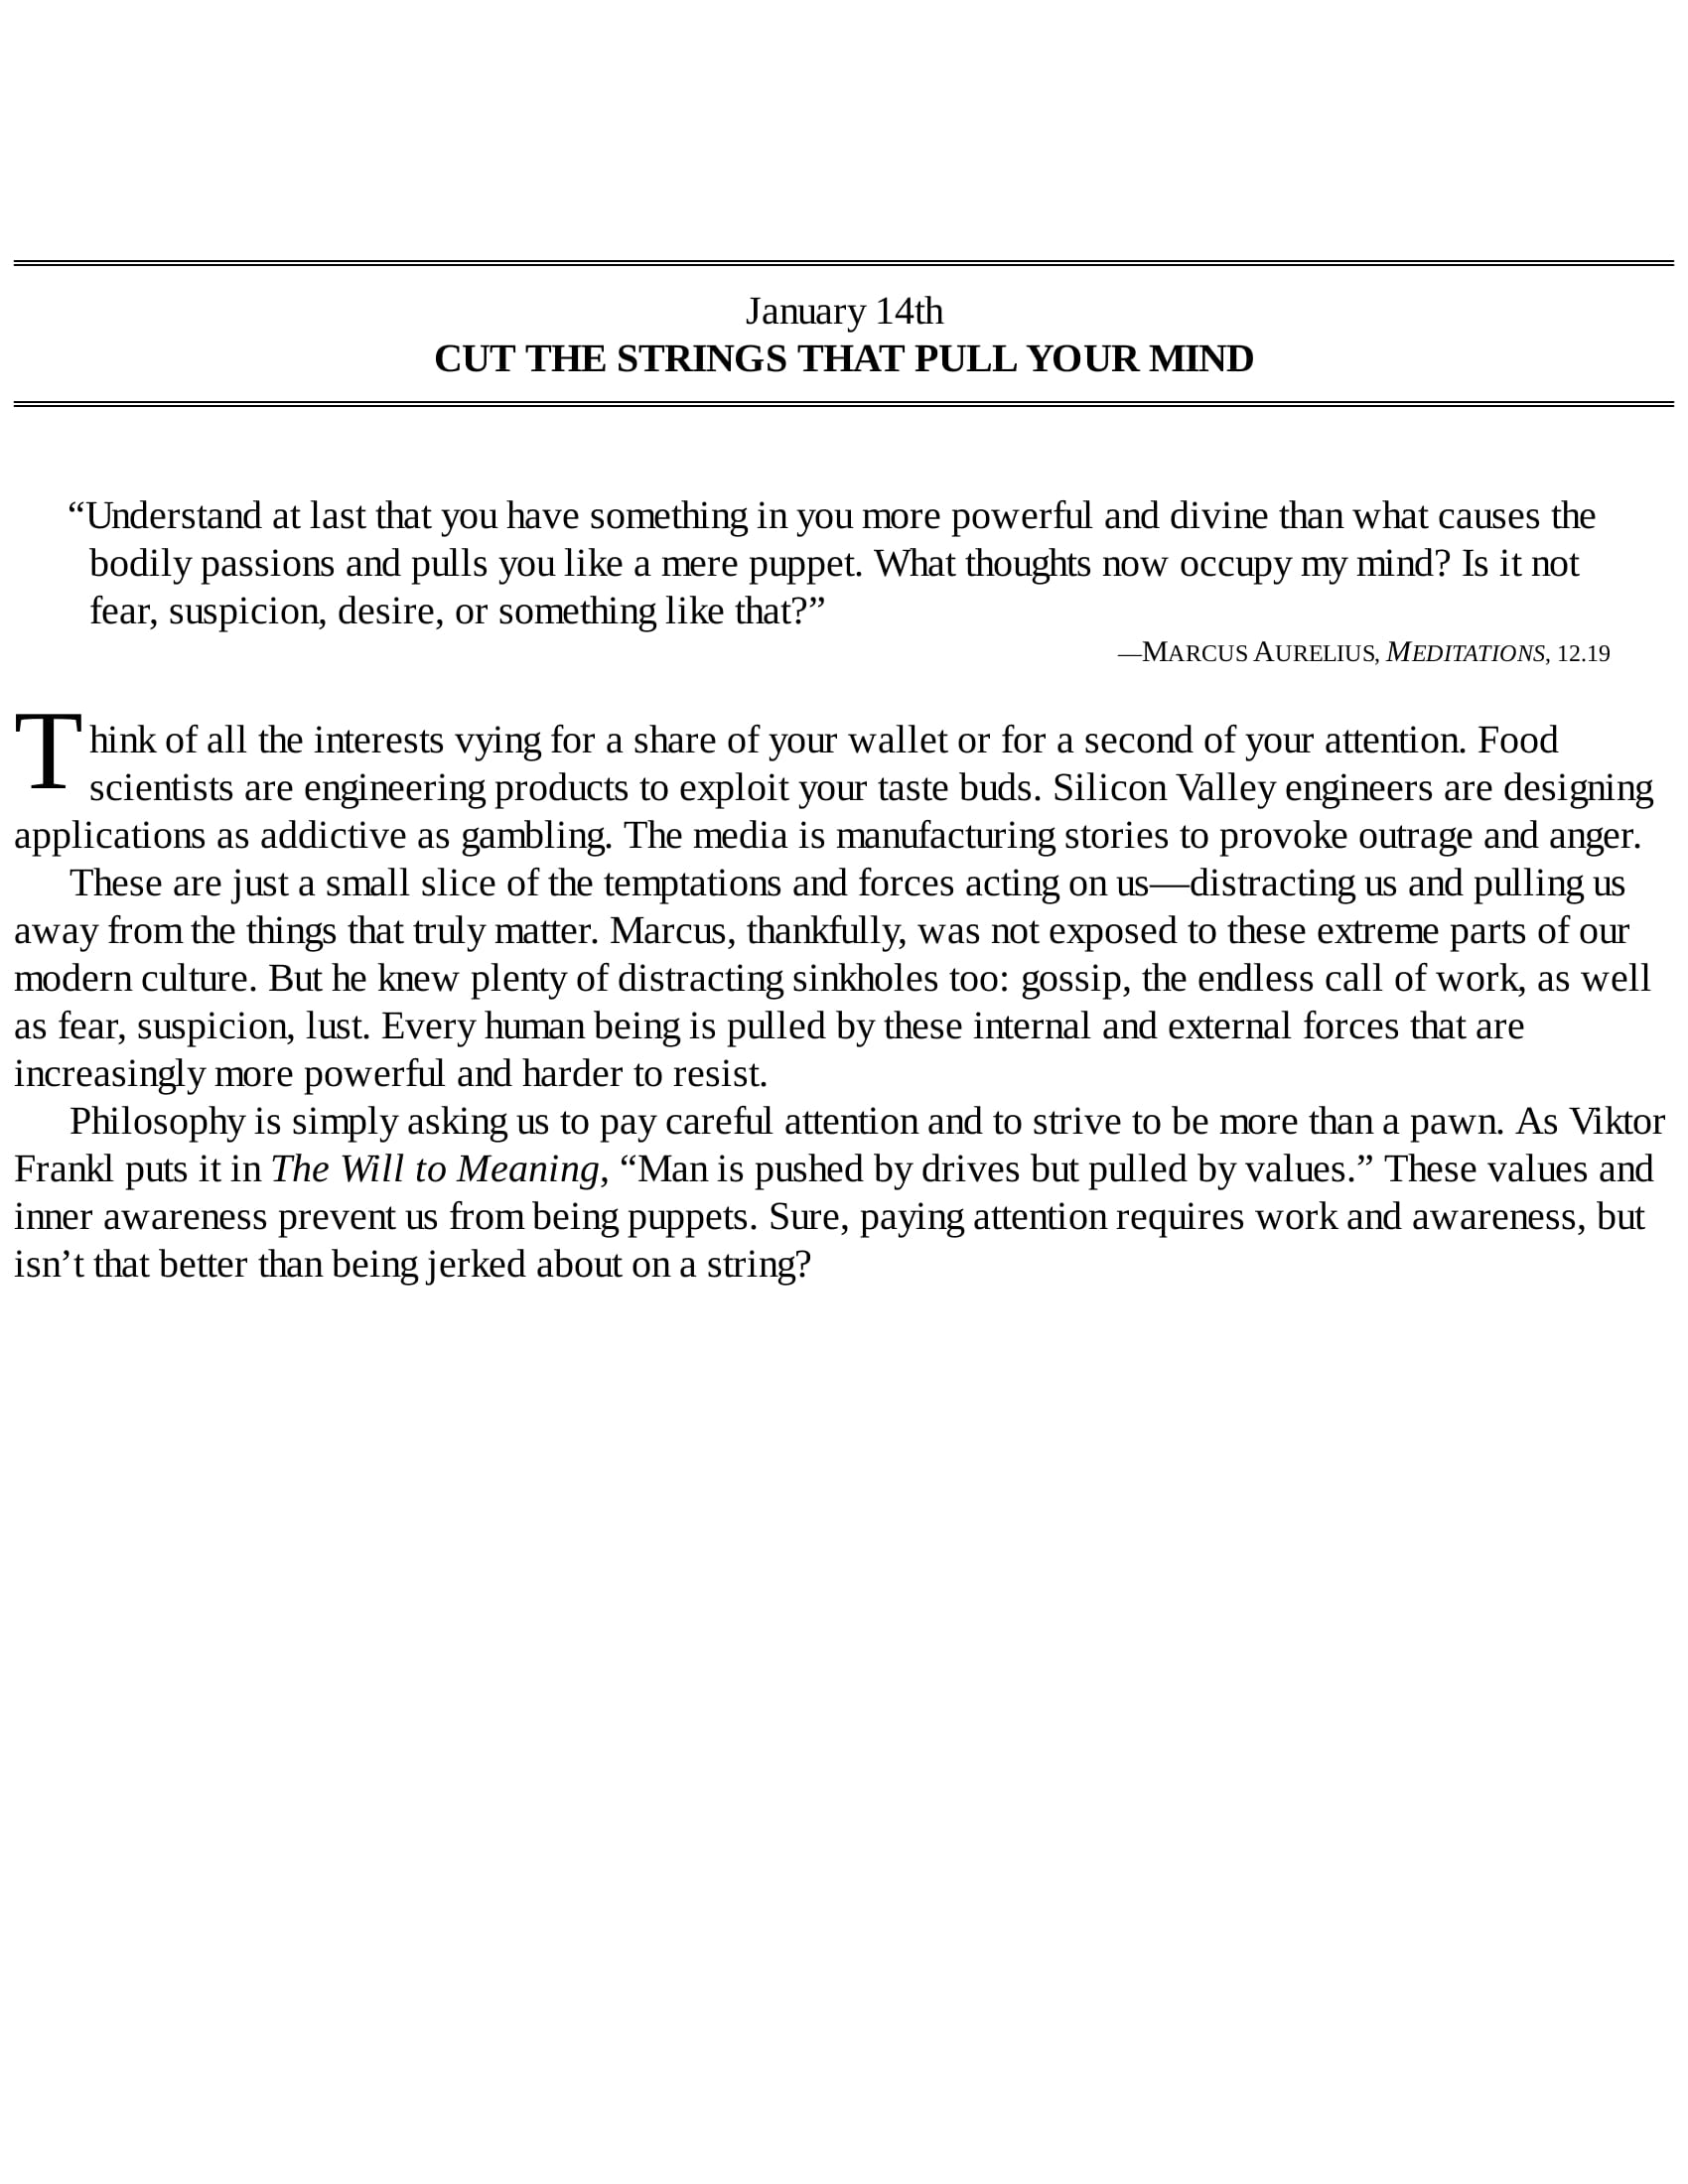 January 14th
CUT THE STRINGS THAT PULL YOUR MIND
“Understand at last that you have something in you more powerful and divine than what causes the
bodily passions and pulls you like a mere puppet. What thoughts now occupy my mind? Is it not
fear, suspicion, desire, or something like that?”
—MARCUS AURELIUS, MEDITATIONS, 12.19
Think of all the interests vying for a share of your wallet or for a second of your attention. Food
scientists are engineering products to exploit your taste buds. Silicon Valley engineers are designing
applications as addictive as gambling. The media is manufacturing stories to provoke outrage and anger.
These are just a small slice of the temptations and forces acting on us—distracting us and pulling us
away from the things that truly matter. Marcus, thankfully, was not exposed to these extreme parts of our
modern culture. But he knew plenty of distracting sinkholes too: gossip, the endless call of work, as well
as fear, suspicion, lust. Every human being is pulled by these internal and external forces that are
increasingly more powerful and harder to resist.
Philosophy is simply asking us to pay careful attention and to strive to be more than a pawn. As Viktor
Frankl puts it in The Will to Meaning, “Man is pushed by drives but pulled by values.” These values and
inner awareness prevent us from being puppets. Sure, paying attention requires work and awareness, but
isn’t that better than being jerked about on a string?